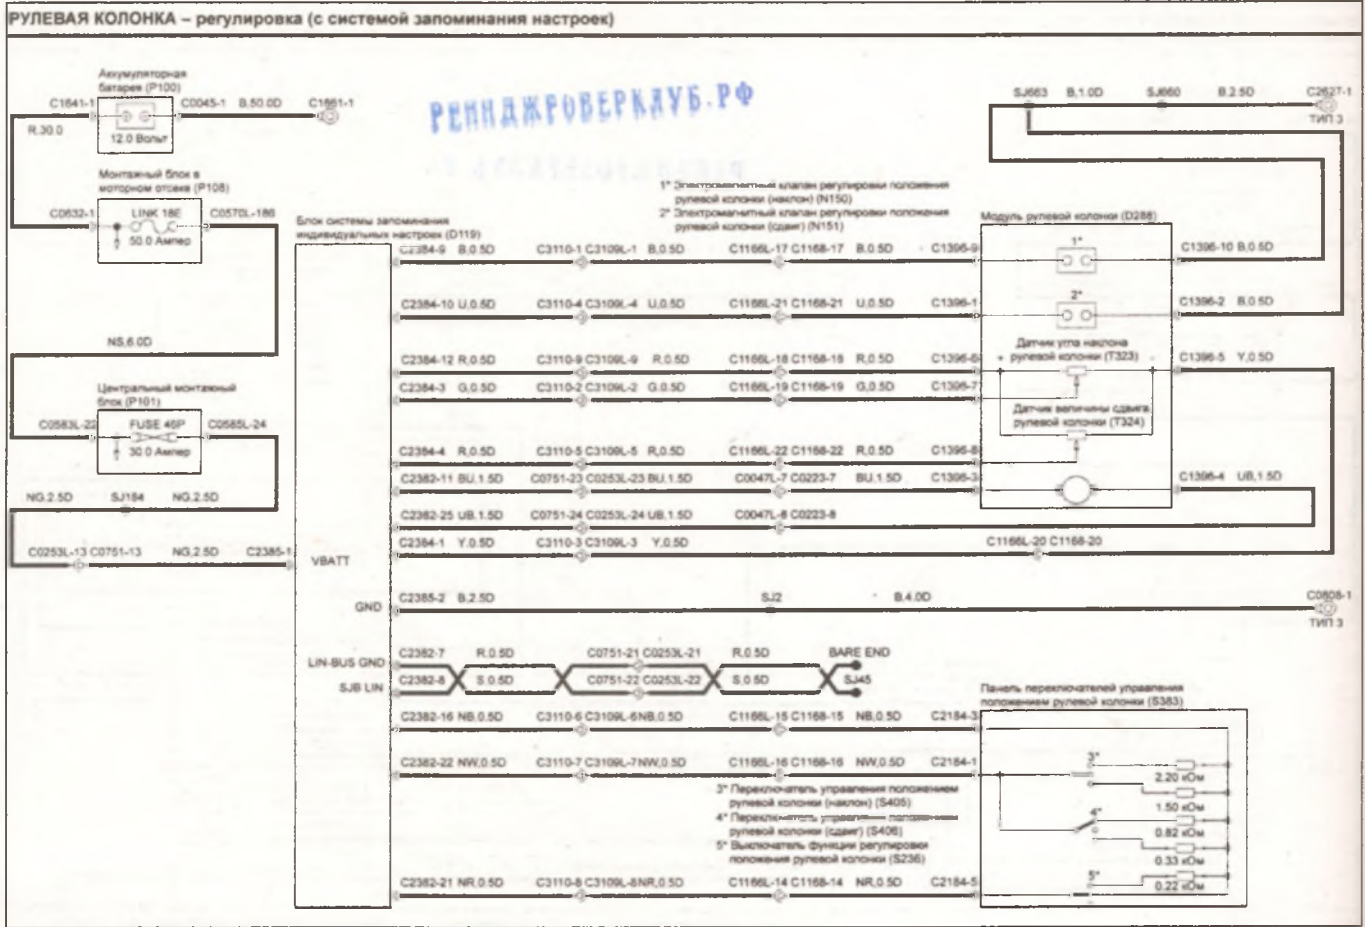 РУЛЕВАЯ КОЛОНКА – регулировка (с системой запоминания настроек)
РЕННДЖРОВЕРКЛУБ.РФ
Аккумуляторная
батарея (P100)
C1641-1
C0045-1 B,50.0D C1661-1
R,30.0
12.0 Вольт
Монтажный блок в
моторном отсеке (P108)
C0632-1
LINK 18E
C0570L-186
50.0 Ампер
NS,6.0D
Центральный монтажный
блок (P101)
C0583L-22
FUSE 46P
C0585L-24
30.0 Ампер
NG,2.5D SJ184 NG,2.5D
C0253L-13 C0751-13 NG,2.5D C2385-1
Блок системы запоминания
индивидуальных настроек (D119)
VBATT
GND
LIN-BUS GND
SJB LIN
1* Электромагнитный клапан регулировки положения
рулевой колонки (наклон) (N150)
2* Электромагнитный клапан регулировки положения
рулевой колонки (сдвиг) (N151)
SJ663 B,1.0D SJ660 B,2.5D C2627-1
ТИП 3
Модуль рулевой колонки (D288)
C2384-9 B,0.5D C3110-1 C3109L-1 B,0.5D C1166L-17 C1168-17 B,0.5D C1396-9
1*
C1396-10 B,0.5D
C2384-10 U,0.5D C3110-4 C3109L-4 U,0.5D C1166L-21 C1168-21 U,0.5D C1396-1
2*
C1396-2 B,0.5D
Датчик угла наклона
рулевой колонки (T323)
C2384-12 R,0.5D C3110-9 C3109L-9 R,0.5D C1166L-18 C1168-18 R,0.5D C1396-6
C1396-5 Y,0.5D
C2384-3 G,0.5D C3110-2 C3109L-2 G,0.5D C1166L-19 C1168-19 G,0.5D C1396-7
Датчик величины сдвига
рулевой колонки (T324)
C2384-4 R,0.5D C3110-5 C3109L-5 R,0.5D C1166L-22 C1168-22 R,0.5D C1396-8
C2382-11 BU,1.5D C0751-23 C0253L-23 BU,1.5D C0047L-7 C0223-7 BU,1.5D C1396-3
C1396-4 UB,1.5D
C2382-25 UB,1.5D C0751-24 C0253L-24 UB,1.5D C0047L-8 C0223-8
C2384-1 Y,0.5D C3110-3 C3109L-3 Y,0.5D C1166L-20 C1168-20
C2385-2 B,2.5D SJ2 B,4.0D C0808-1
ТИП 3
C2382-7 R,0.5D C0751-21 C0253L-21 R,0.5D BARE END
C2382-8 S,0.5D C0751-22 C0253L-22 S,0.5D SJ45
Панель переключателей управления
положением рулевой колонки (S383)
C2382-16 NB,0.5D C3110-6 C3109L-6 NB,0.5D C1166L-15 C1168-15 NB,0.5D C2184-3
C2382-22 NW,0.5D C3110-7 C3109L-7 NW,0.5D C1166L-16 C1168-16 NW,0.5D C2184-1
3*
2.20 кОм
1.50 кОм
4*
0.82 кОм
0.33 кОм
5*
0.22 кОм
3* Переключатель управления положением
рулевой колонки (наклон) (S405)
4* Переключатель управления положением
рулевой колонки (сдвиг) (S406)
5* Выключатель функции регулировки
положения рулевой колонки (S236)
C2382-21 NR,0.5D C3110-8 C3109L-8 NR,0.5D C1166L-14 C1168-14 NR,0.5D C2184-5